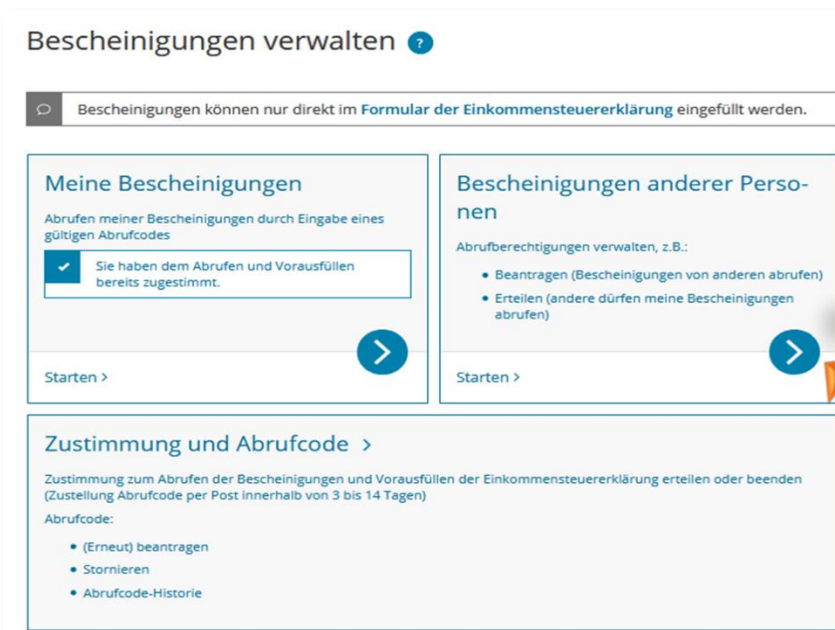 Bescheinigungen verwalten ?
Bescheinigungen können nur direkt im Formular der Einkommensteuererklärung eingefüllt werden.
Meine Bescheinigungen
Abrufen meiner Bescheinigungen durch Eingabe eines
gültigen Abrufcodes
Sie haben dem Abrufen und Vorausfüllen
bereits zugestimmt.
Starten >
Bescheinigungen anderer Perso-
nen
Abrufberechtigungen verwalten, z.B.:
• Beantragen (Bescheinigungen von anderen abrufen)
• Erteilen (andere dürfen meine Bescheinigungen
abrufen)
Starten >
Zustimmung und Abrufcode >
Zustimmung zum Abrufen der Bescheinigungen und Vorausfüllen der Einkommensteuererklärung erteilen oder beenden
(Zustellung Abrufcode per Post innerhalb von 3 bis 14 Tagen)
Abrufcode:
• (Erneut) beantragen
• Stornieren
• Abrufcode-Historie